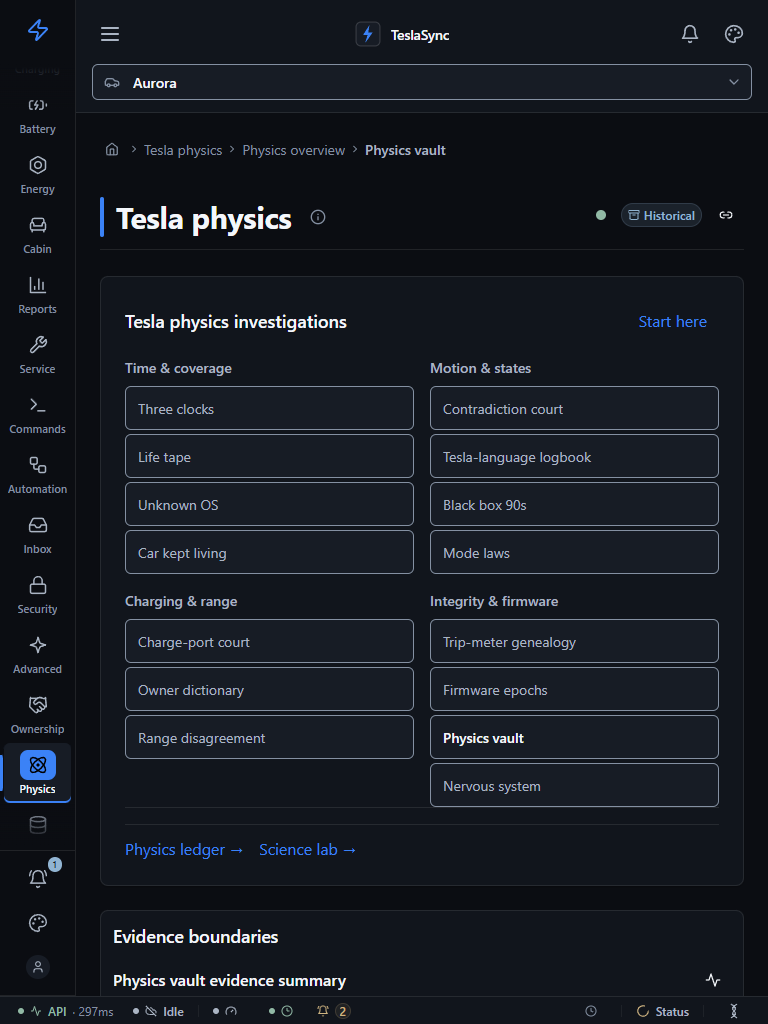 TeslaSync
Aurora
Charging
Battery
Energy
Cabin
Reports
Service
Commands
Automation
Inbox
Security
Advanced
Ownership
Physics
1
Tesla physics
Physics overview
Physics vault
Tesla physics
Historical
Tesla physics investigations
Start here
Time & coverage
Three clocks
Life tape
Unknown OS
Car kept living
Motion & states
Contradiction court
Tesla-language logbook
Black box 90s
Mode laws
Charging & range
Charge-port court
Owner dictionary
Range disagreement
Integrity & firmware
Trip-meter genealogy
Firmware epochs
Physics vault
Nervous system
Physics ledger →
Science lab →
Evidence boundaries
Physics vault evidence summary
API · 297ms
Idle
2
Status